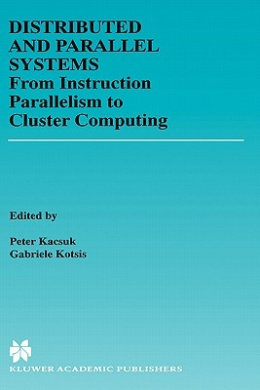 DISTRIBUTED
AND PARALLEL
SYSTEMS
From Instruction
Parallelism to
Cluster Computing
Edited by
Peter Kacsuk
Gabriele Kotsis
KLUWER ACADEMIC PUBLISHERS